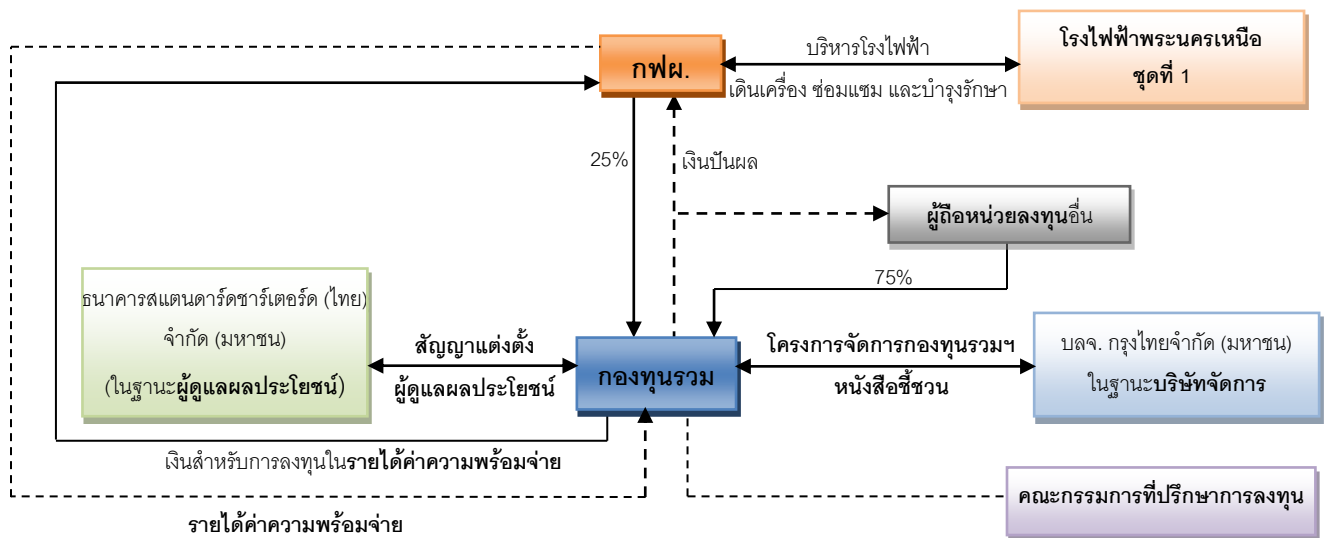 บริหารโรงไฟฟ้า
โรงไฟฟ้าพระนครเหนือ
ชุดที่ 1
กฟผ.
เดินเครื่อง ซ่อมแซม และบำรุงรักษา
25%
เงินปันผล
ผู้ถือหน่วยลงทุนอื่น
75%
ธนาคารสแตนดาร์ดชาร์เตอร์ด (ไทย)
จำกัด (มหาชน)
(ในฐานะผู้ดูแลผลประโยชน์)
สัญญาแต่งตั้ง
ผู้ดูแลผลประโยชน์
กองทุนรวม
โครงการจัดการกองทุนรวมฯ
หนังสือชี้ชวน
บลจ. กรุงไทยจำกัด (มหาชน)
ในฐานะบริษัทจัดการ
เงินสำหรับการลงทุนในรายได้ค่าความพร้อมจ่าย
คณะกรรมการที่ปรึกษาการลงทุน
รายได้ค่าความพร้อมจ่าย